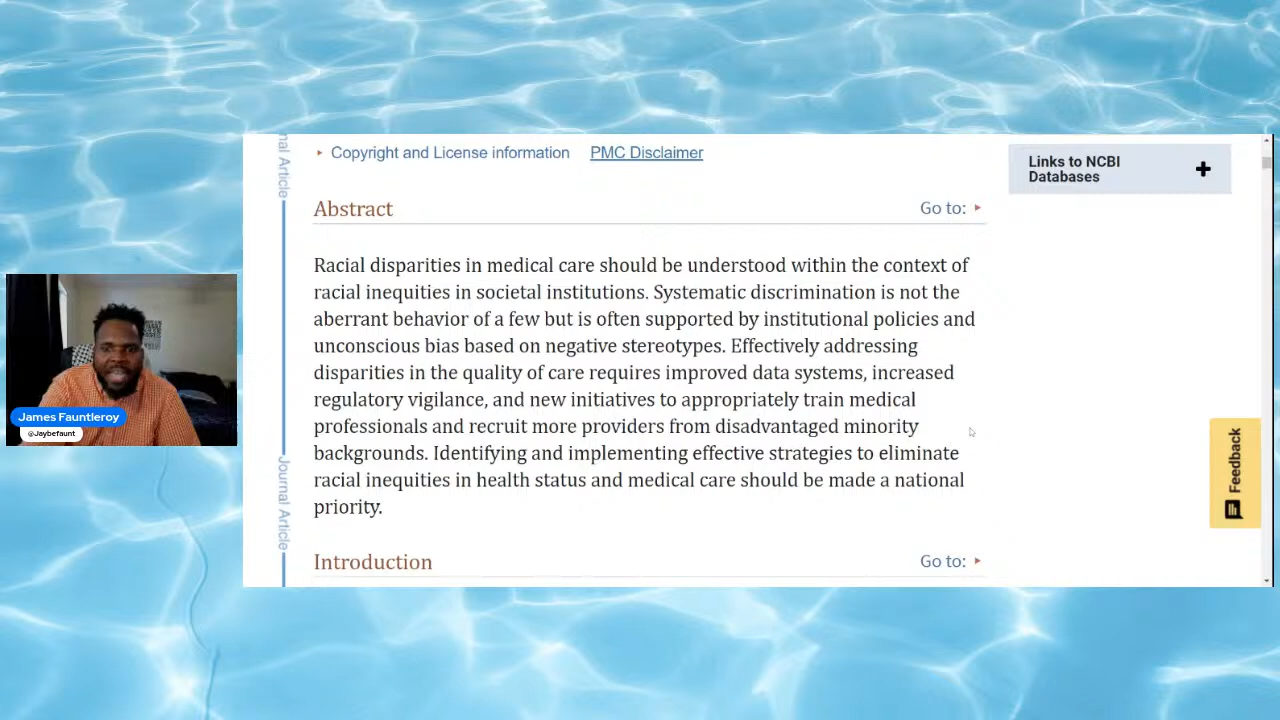 Copyright and License information PMC Disclaimer
Links to NCBI
Databases
nal Article
Abstract
Go to:
Racial disparities in medical care should be understood within the context of
racial inequities in societal institutions. Systematic discrimination is not the
aberrant behavior of a few but is often supported by institutional policies and
unconscious bias based on negative stereotypes. Effectively addressing
disparities in the quality of care requires improved data systems, increased
regulatory vigilance, and new initiatives to appropriately train medical
professionals and recruit more providers from disadvantaged minority
backgrounds. Identifying and implementing effective strategies to eliminate
racial inequities in health status and medical care should be made a national
priority.
Journal Article
Introduction
Go to:
Feedback
James Fauntleroy
@Jaybefaunt